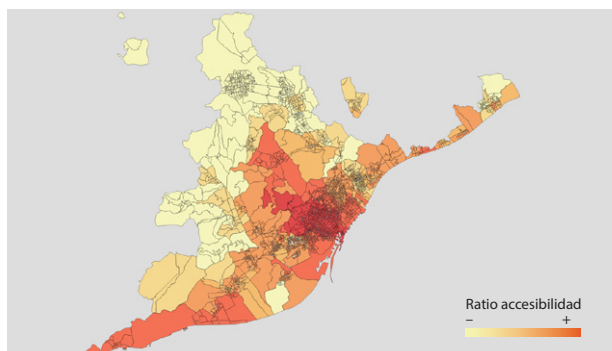 Ratio accesibilidad
– +